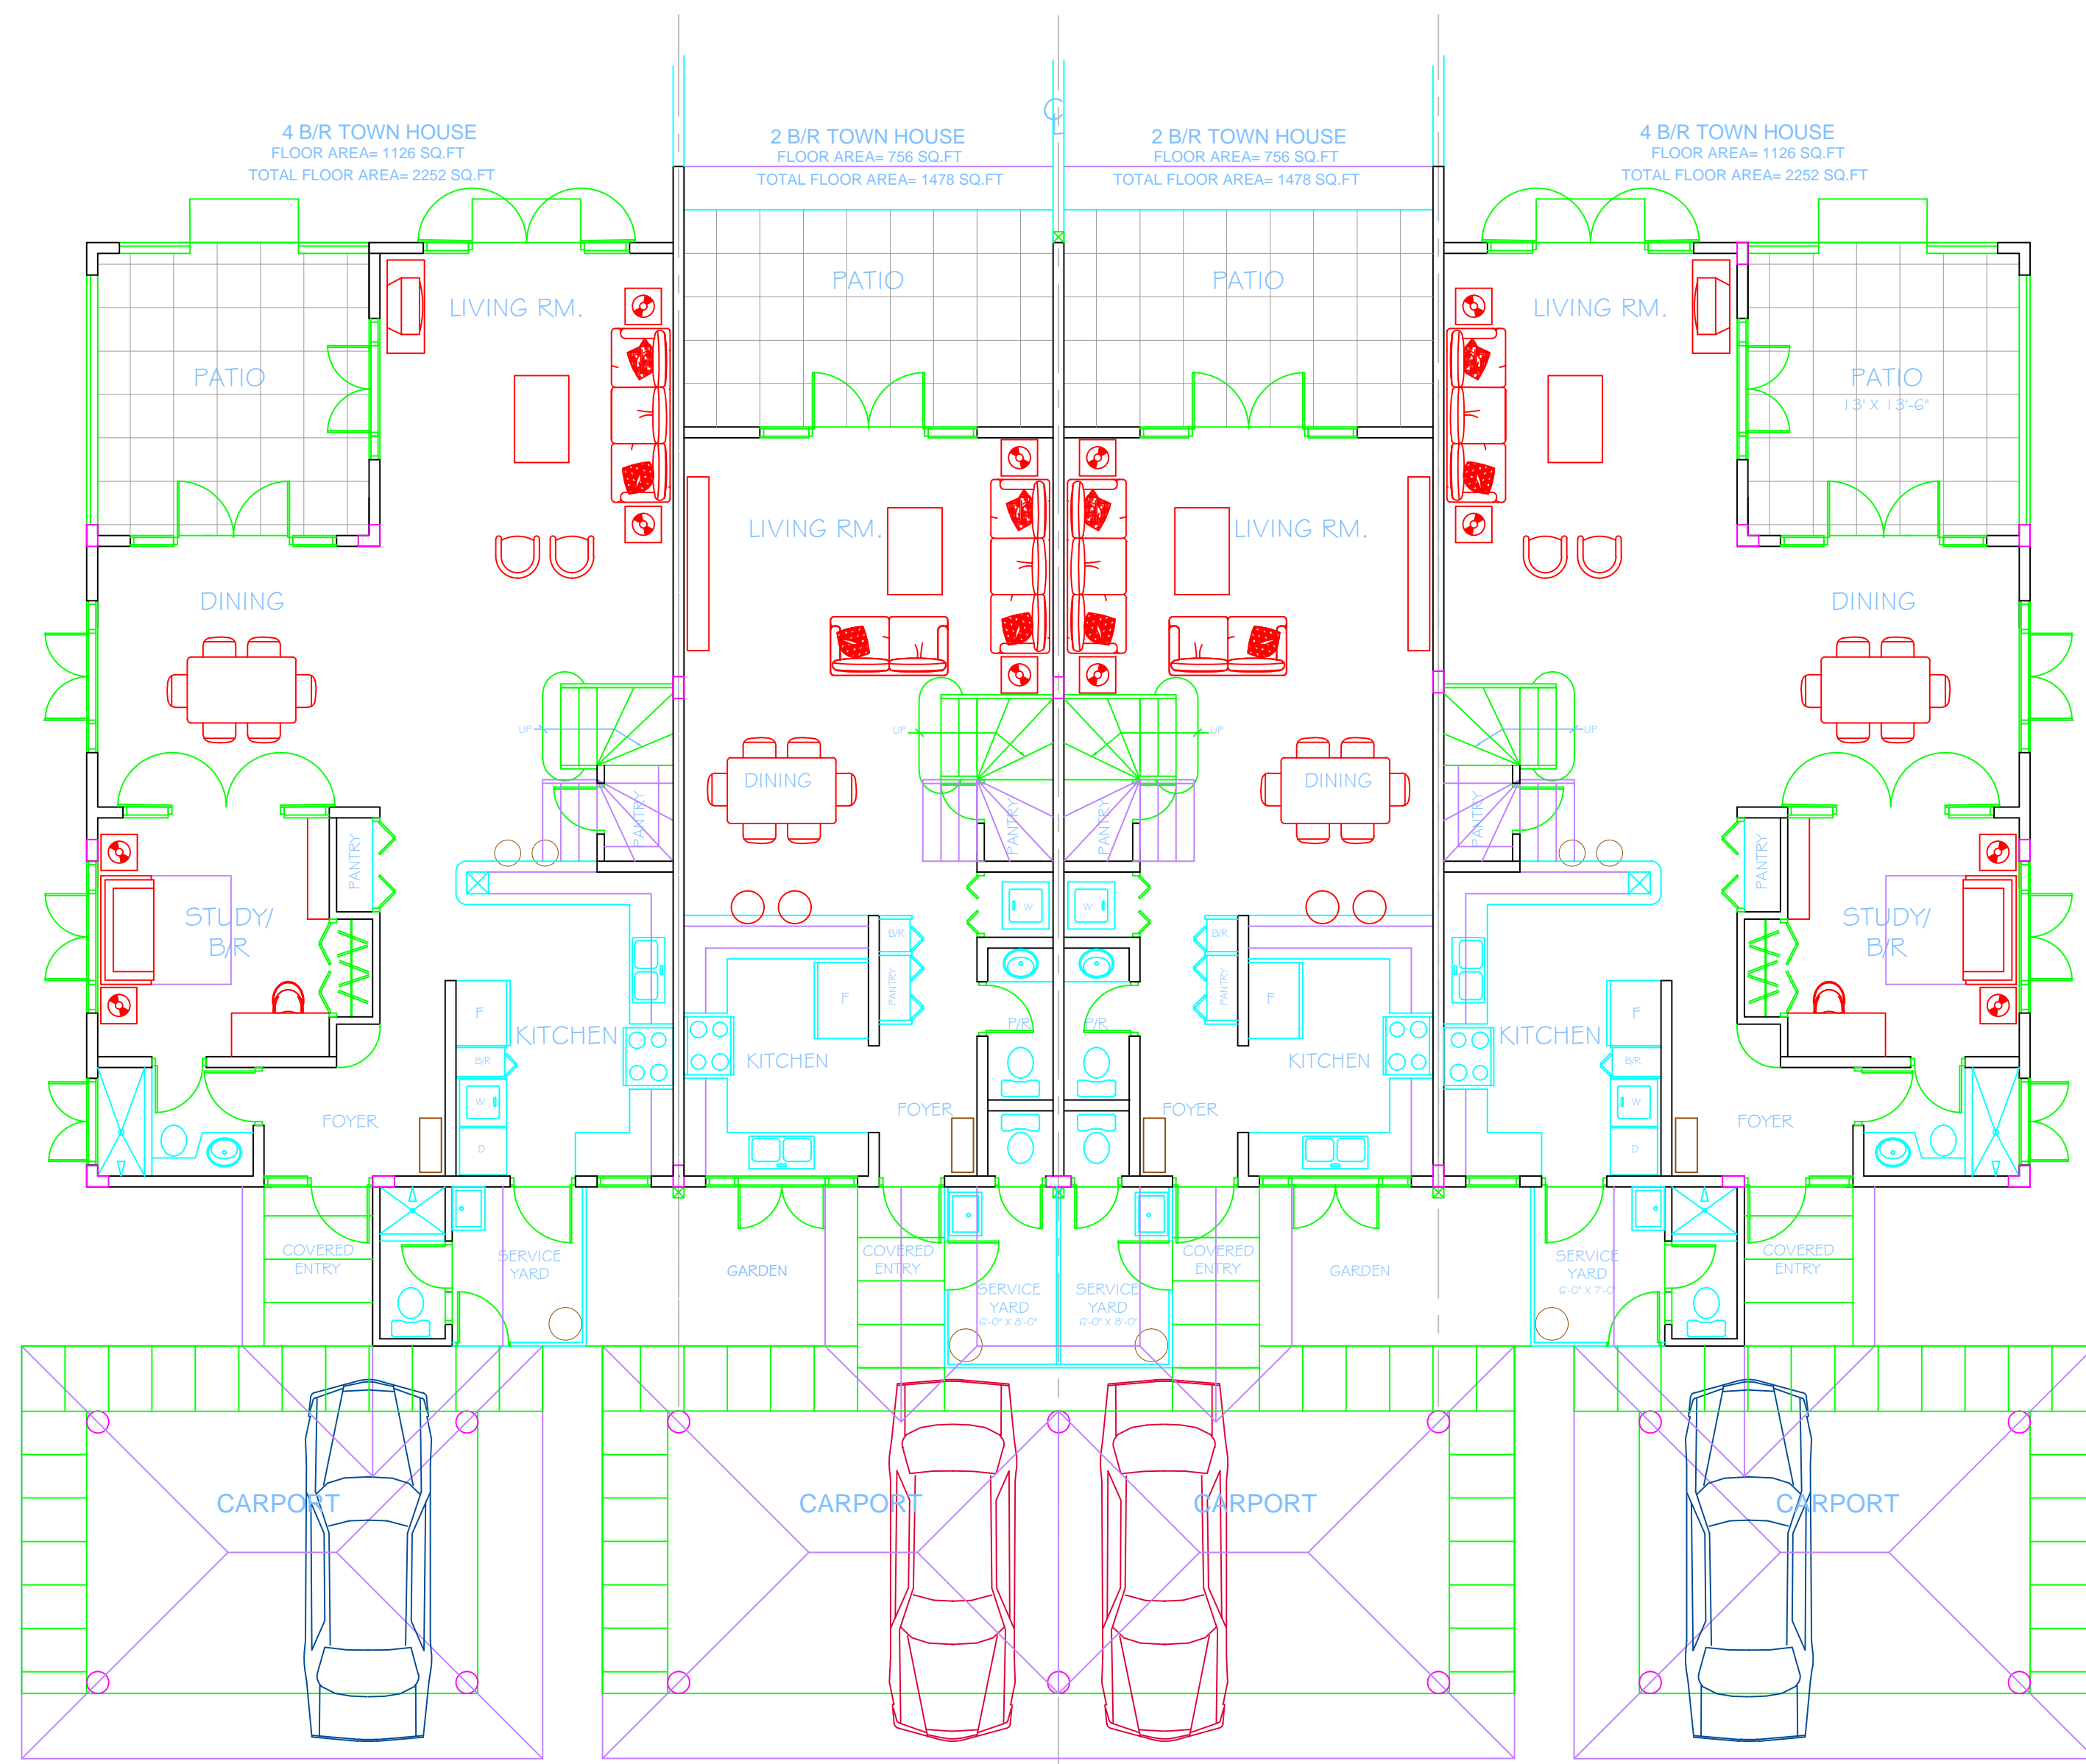 4 B/R TOWN HOUSE
FLOOR AREA= 1126 SQ.FT
TOTAL FLOOR AREA= 2252 SQ.FT
2 B/R TOWN HOUSE
FLOOR AREA= 756 SQ.FT
TOTAL FLOOR AREA= 1478 SQ.FT
CL
2 B/R TOWN HOUSE
FLOOR AREA= 756 SQ.FT
TOTAL FLOOR AREA= 1478 SQ.FT
4 B/R TOWN HOUSE
FLOOR AREA= 1126 SQ.FT
TOTAL FLOOR AREA= 2252 SQ.FT
PATIO
PATIO
LIVING RM.
LIVING RM.
PATIO
PATIO
13' X 13'-6"
LIVING RM.
LIVING RM.
DINING
DINING
UP
UP
UP
UP
DINING
DINING
PANTRY
PANTRY
PANTRY
PANTRY
PANTRY
PANTRY
STUDY/
B/R
W
W
STUDY/
B/R
B/R
B/R
PANTRY
PANTRY
F
F
F
F
P/R
P/R
KITCHEN
KITCHEN
KITCHEN
KITCHEN
B/R
B/R
W
W
FOYER
FOYER
FOYER
FOYER
D
D
COVERED
ENTRY
SERVICE
YARD
GARDEN
COVERED
ENTRY
SERVICE
YARD
6'-0" X 8'-0"
SERVICE
YARD
6'-0" X 8'-0"
COVERED
ENTRY
GARDEN
SERVICE
YARD
6'-0" X 7'-0"
COVERED
ENTRY
CARPORT
CARPORT
CARPORT
CARPORT